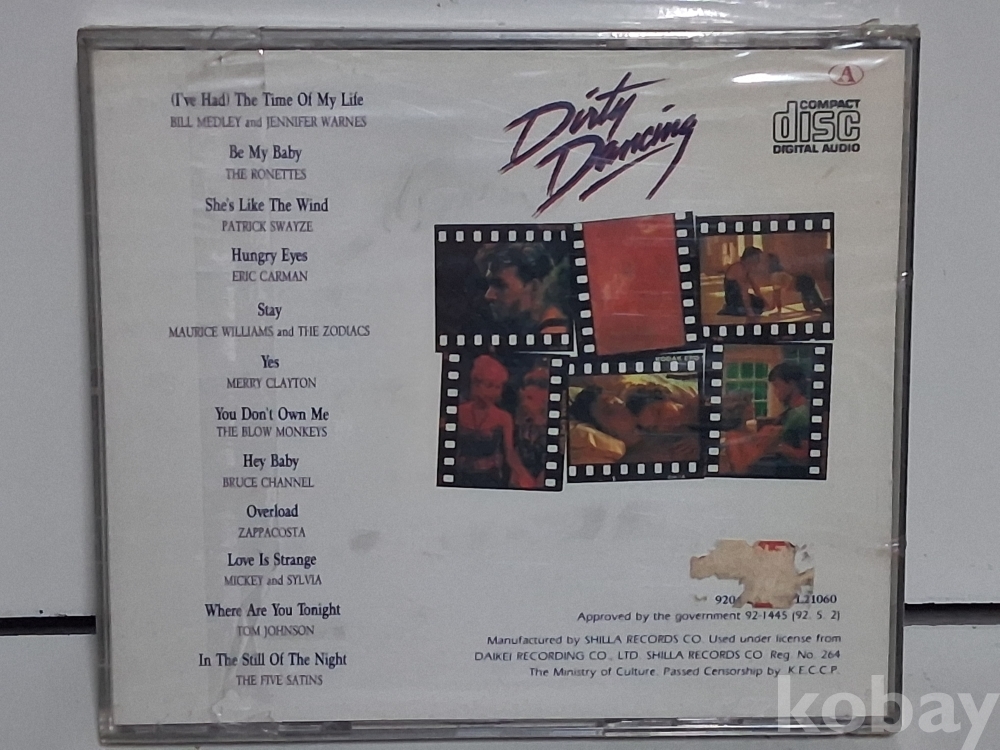 (I've Had) The Time Of My Life
BILL MEDLEY and JENNIFER WARNES
Be My Baby
THE RONETTES
She's Like The Wind
PATRICK SWAYZE
Hungry Eyes
ERIC CARMAN
Stay
MAURICE WILLIAMS and THE ZODIACS
Yes
MERRY CLAYTON
You Don't Own Me
THE BLOW MONKEYS
Hey Baby
BRUCE CHANNEL
Overload
ZAPPACOSTA
Love Is Strange
MICKEY and SYLVIA
Where Are You Tonight
TOM JOHNSON
In The Still Of The Night
THE FIVE SATINS
Dirty
Dancing
A
COMPACT
disc
DIGITAL AUDIO
Approved by the government 92-1445 (92. 5. 2)
Manufactured by SHILLA RECORDS CO. Used under license from
DAIKEI RECORDING CO., LTD. SHILLA RECORDS CO. Reg. No. 264
The Ministry of Culture. Passed Censorship by K.E.C.C.P.
kobay